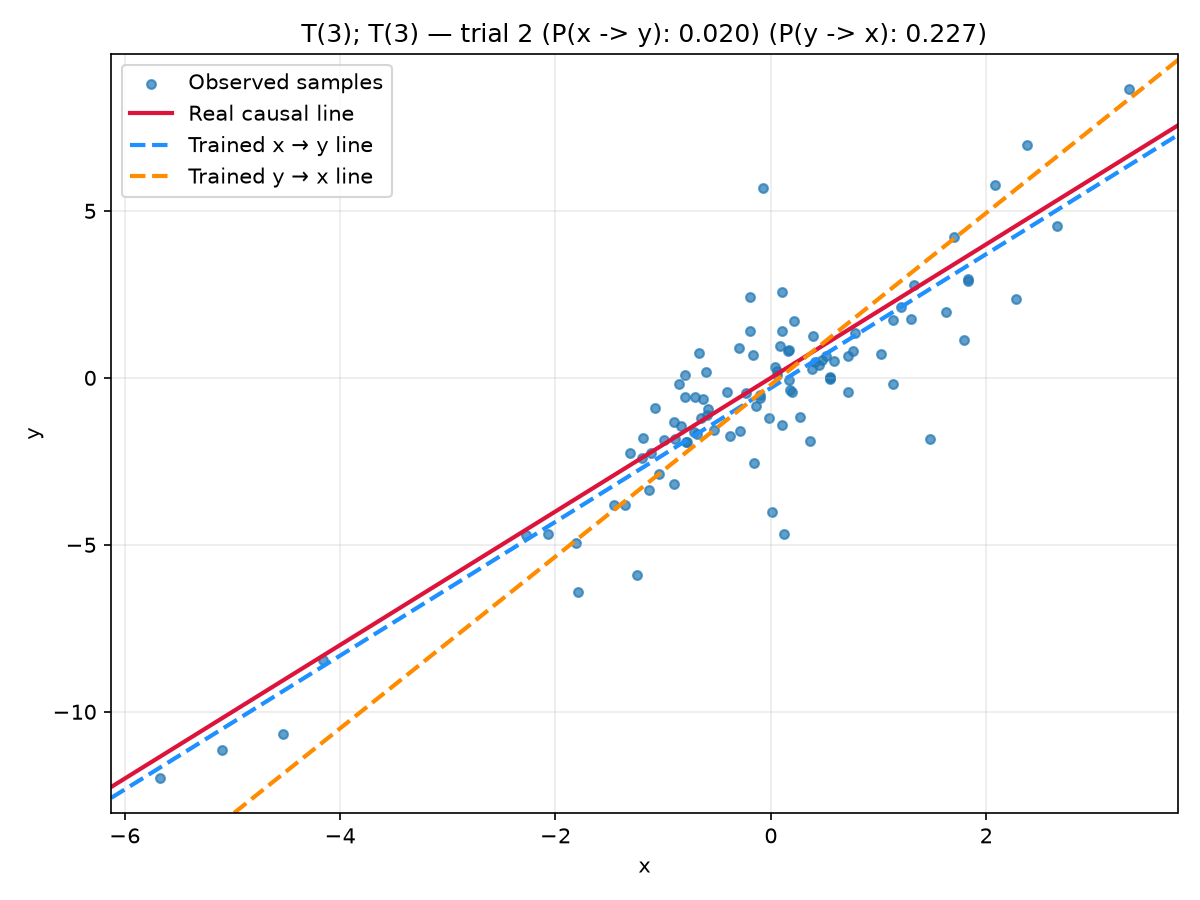 T(3); T(3) — trial 2 (P(x -> y): 0.020) (P(y -> x): 0.227)
Observed samples
Real causal line
Trained x → y line
Trained y → x line
5
0
−5
−10
y
−6
−4
−2
0
2
x